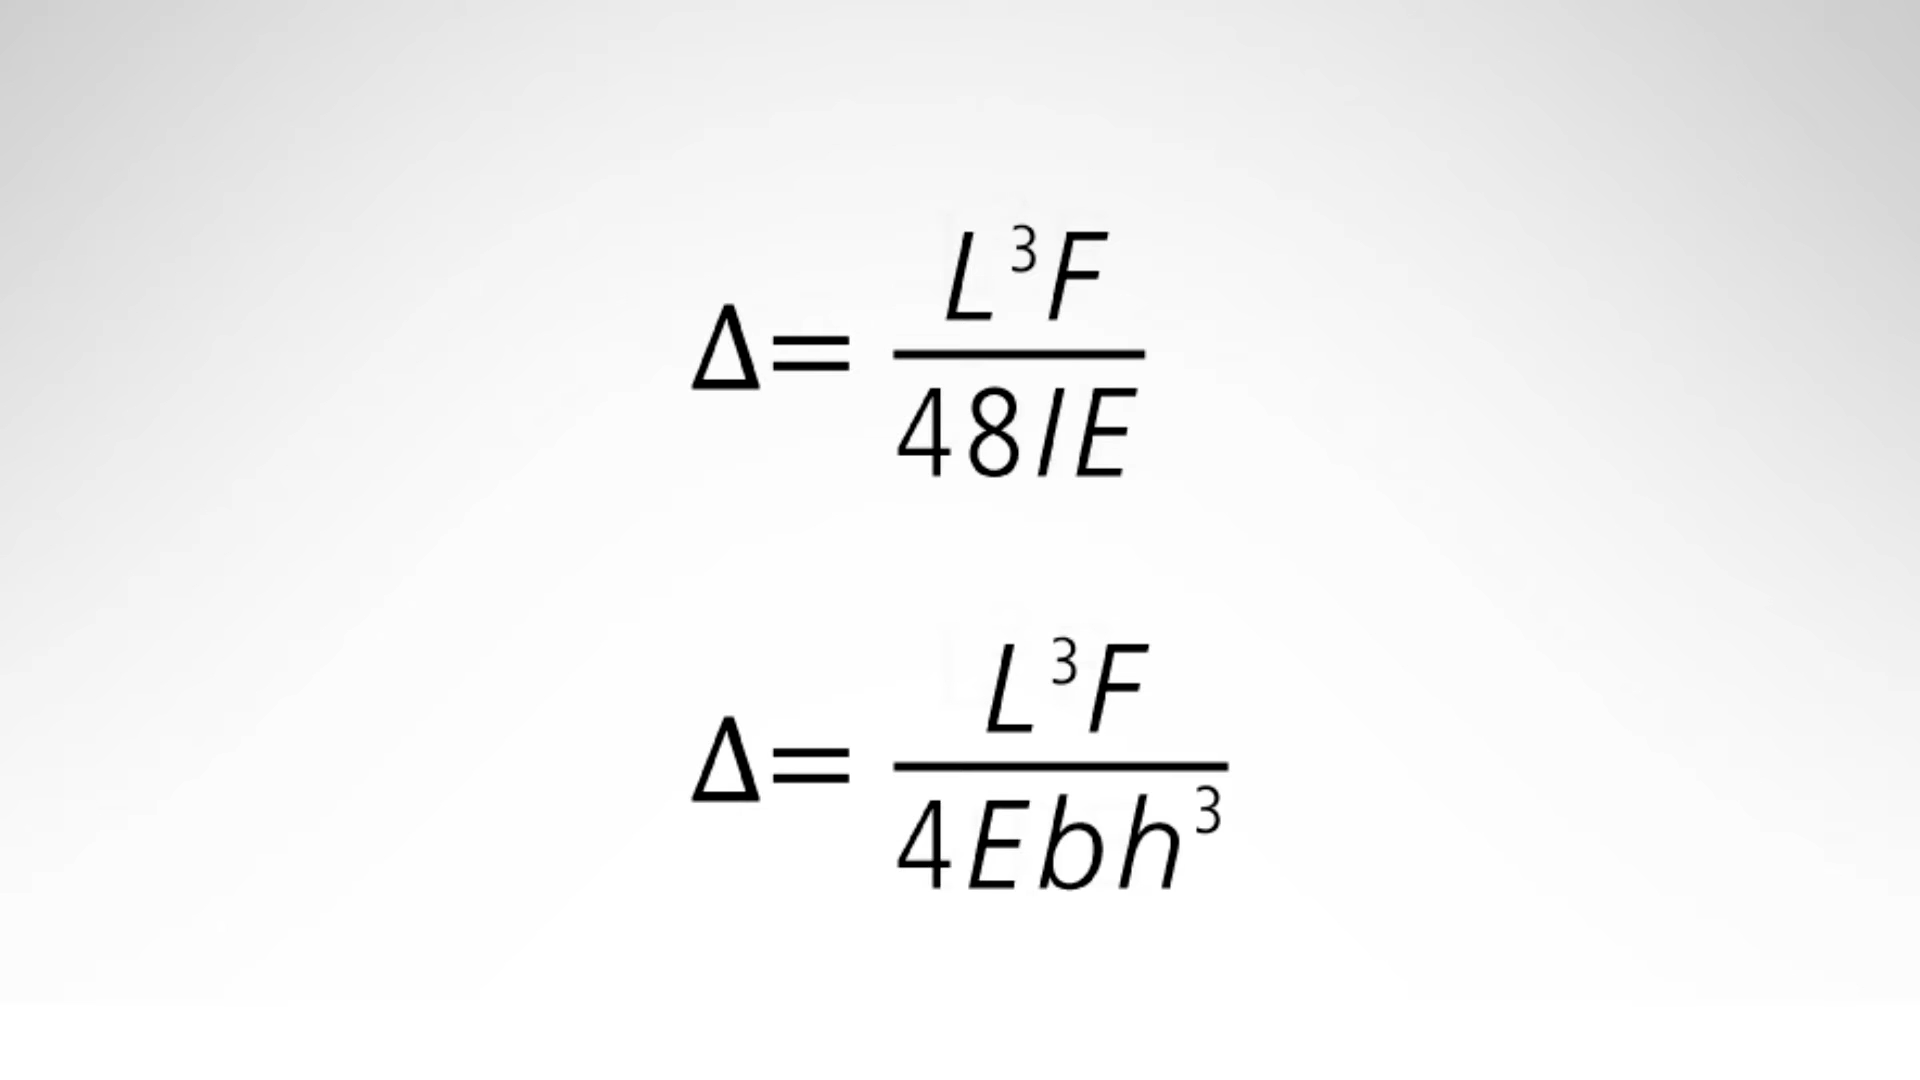 Δ= L³F / 48IE
Δ= L³F / 4Ebh³